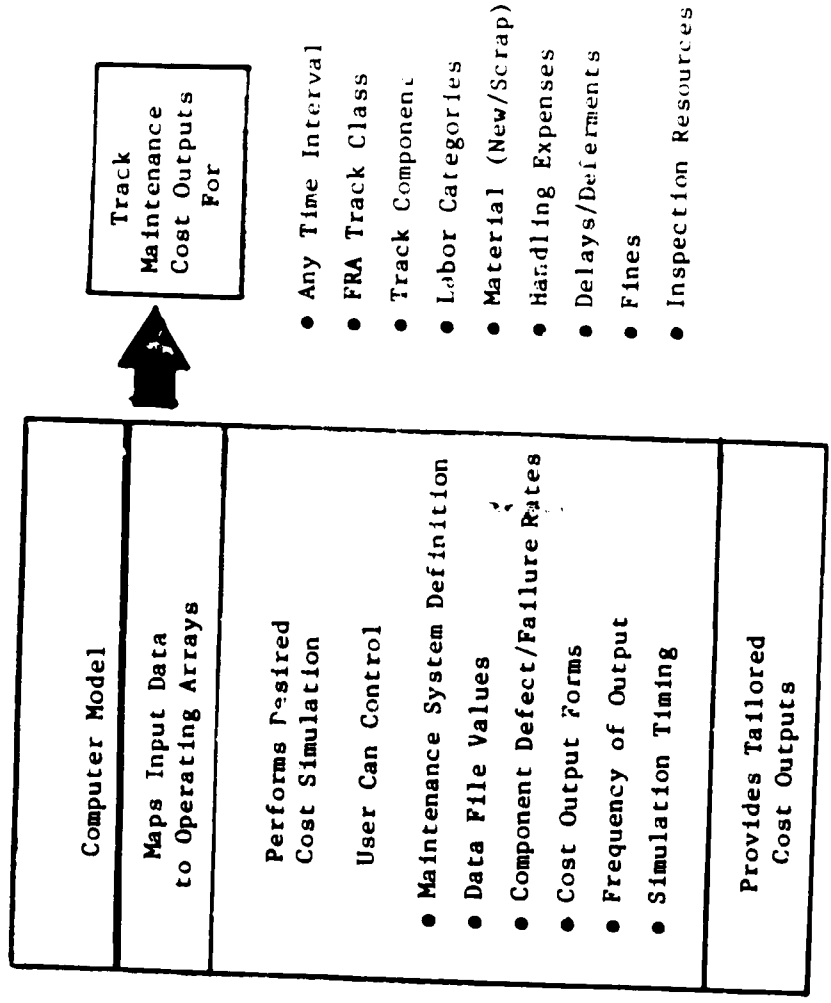 Computer Model
Maps Input Data
to Operating Arrays
Performs Desired
Cost Simulation
User Can Control
● Maintenance System Definition
● Data File Values
● Component Defect/Failure Rates
● Cost Output Forms
● Frequency of Output
● Simulation Timing
Provides Tailored
Cost Outputs
Track
Maintenance
Cost Outputs
For
● Any Time Interval
● FRA Track Class
● Track Component
● Labor Categories
● Material (New/Scrap)
● Handling Expenses
● Delays/Deferments
● Fines
● Inspection Resources